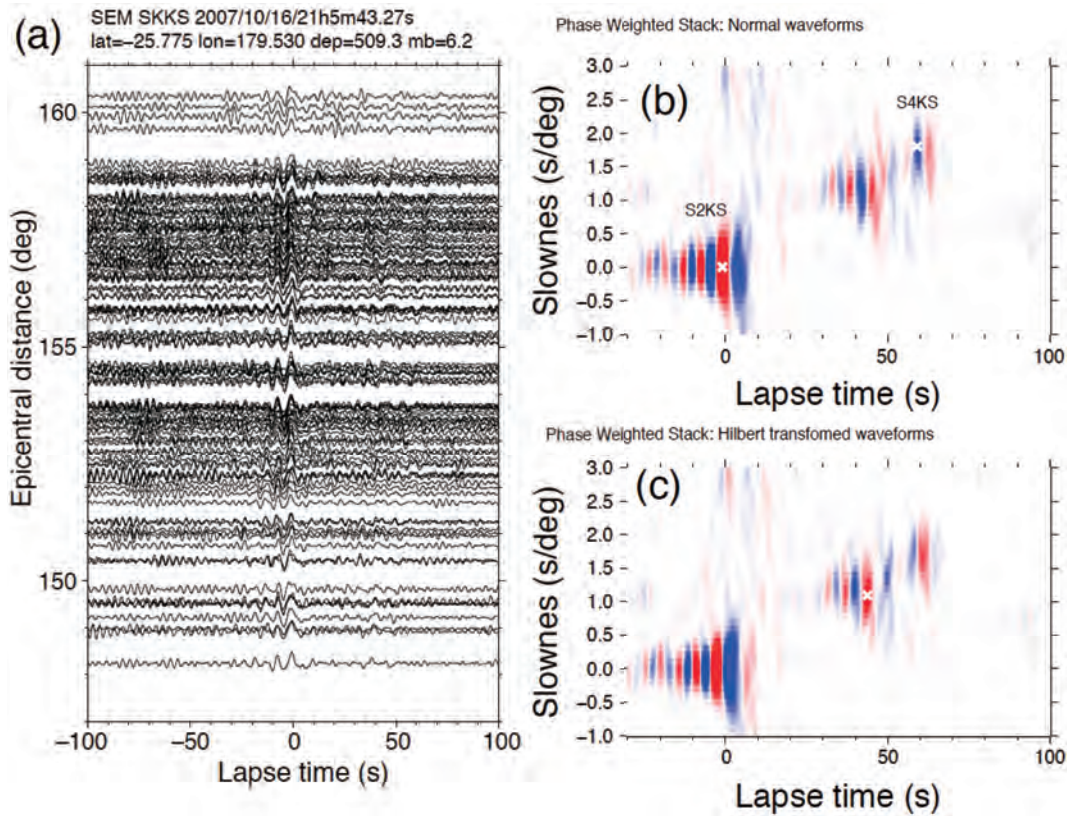 (a)
SEM SKKS 2007/10/16/21h5m43.27s
lat=−25.775 lon=179.530 dep=509.3 mb=6.2
160
155
150
Epicentral distance (deg)
−100 −50 0 50 100
Lapse time (s)
Phase Weighted Stack: Normal waveforms
(b)
3.0
2.5
2.0
1.5
1.0
0.5
0.0
−0.5
−1.0
Slownes (s/deg)
S4KS
S2KS
0 50 100
Lapse time (s)
Phase Weighted Stack: Hilbert transfomed waveforms
(c)
3.0
2.5
2.0
1.5
1.0
0.5
0.0
−0.5
−1.0
Slownes (s/deg)
0 50 100
Lapse time (s)